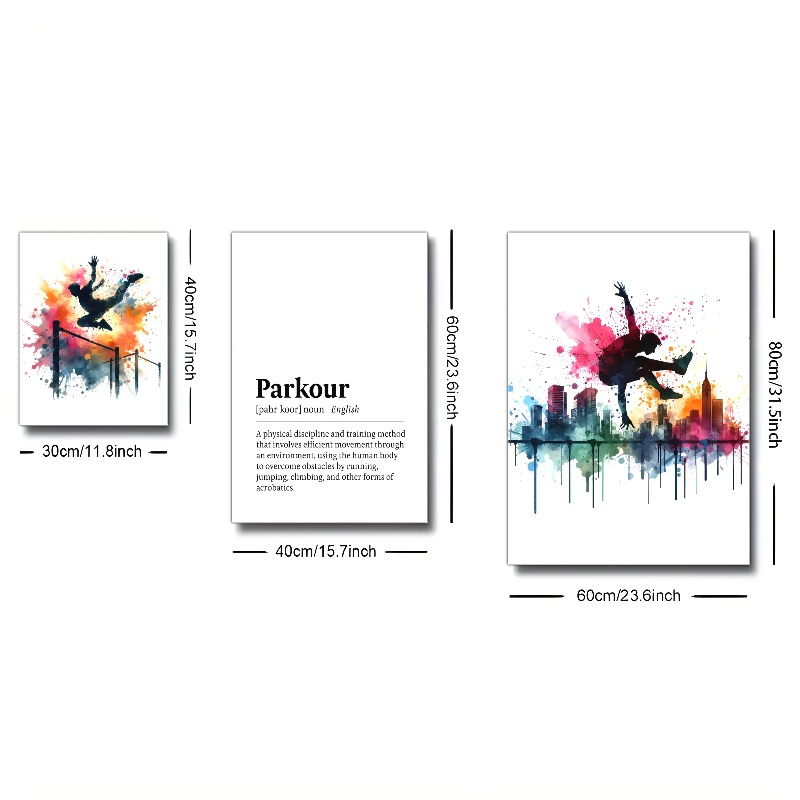 40cm/15.7inch
30cm/11.8inch
Parkour
[pahr koor] noun English
A physical discipline and training method
that involves efficient movement through
an environment, using the human body
to overcome obstacles by running,
jumping, climbing, and other forms of
acrobatics.
60cm/23.6inch
40cm/15.7inch
80cm/31.5inch
60cm/23.6inch